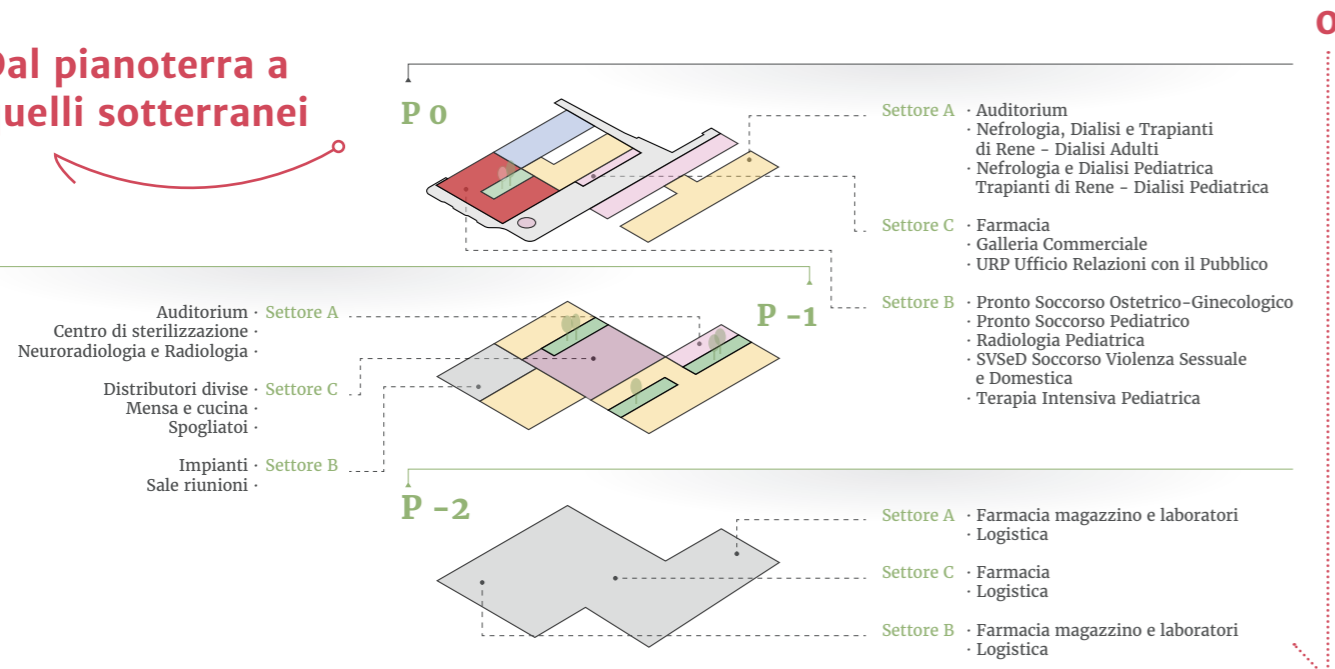 Dal pianoterra a
quelli sotterranei
P 0
Settore A · Auditorium
· Nefrologia, Dialisi e Trapianti
di Rene - Dialisi Adulti
· Nefrologia e Dialisi Pediatrica
Trapianti di Rene - Dialisi Pediatrica
Settore C · Farmacia
· Galleria Commerciale
· URP Ufficio Relazioni con il Pubblico
Settore B · Pronto Soccorso Ostetrico-Ginecologico
· Pronto Soccorso Pediatrico
· Radiologia Pediatrica
· SVSeD Soccorso Violenza Sessuale
e Domestica
· Terapia Intensiva Pediatrica
P -1
Auditorium · Settore A
Centro di sterilizzazione ·
Neuroradiologia e Radiologia ·
Distributori divise · Settore C
Mensa e cucina ·
Spogliatoi ·
Impianti · Settore B
Sale riunioni ·
P -2
Settore A · Farmacia magazzino e laboratori
· Logistica
Settore C · Farmacia
· Logistica
Settore B · Farmacia magazzino e laboratori
· Logistica